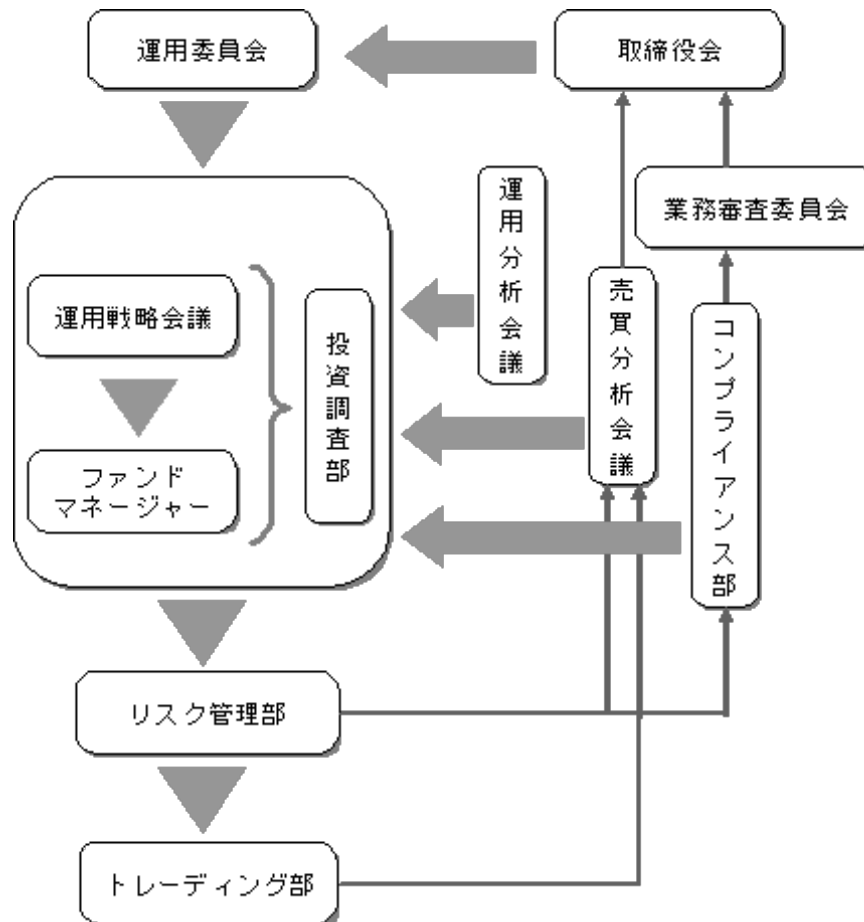 運用委員会
取締役会
運用分析会議
業務審査委員会
運用戦略会議
投資調査部
売買分析会議
コンプライアンス部
ファンド
マネージャー
リスク管理部
トレーディング部